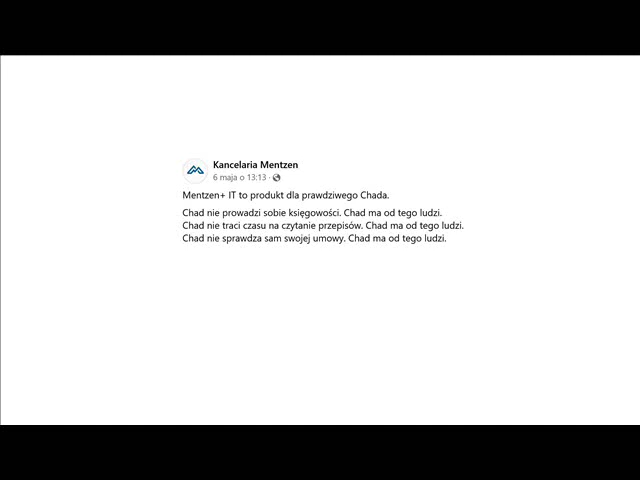 Kancelaria Mentzen
6 maja o 13:13 ·
Mentzen+ IT to produkt dla prawdziwego Chada.
Chad nie prowadzi sobie księgowości. Chad ma od tego ludzi.
Chad nie traci czasu na czytanie przepisów. Chad ma od tego ludzi.
Chad nie sprawdza sam swojej umowy. Chad ma od tego ludzi.